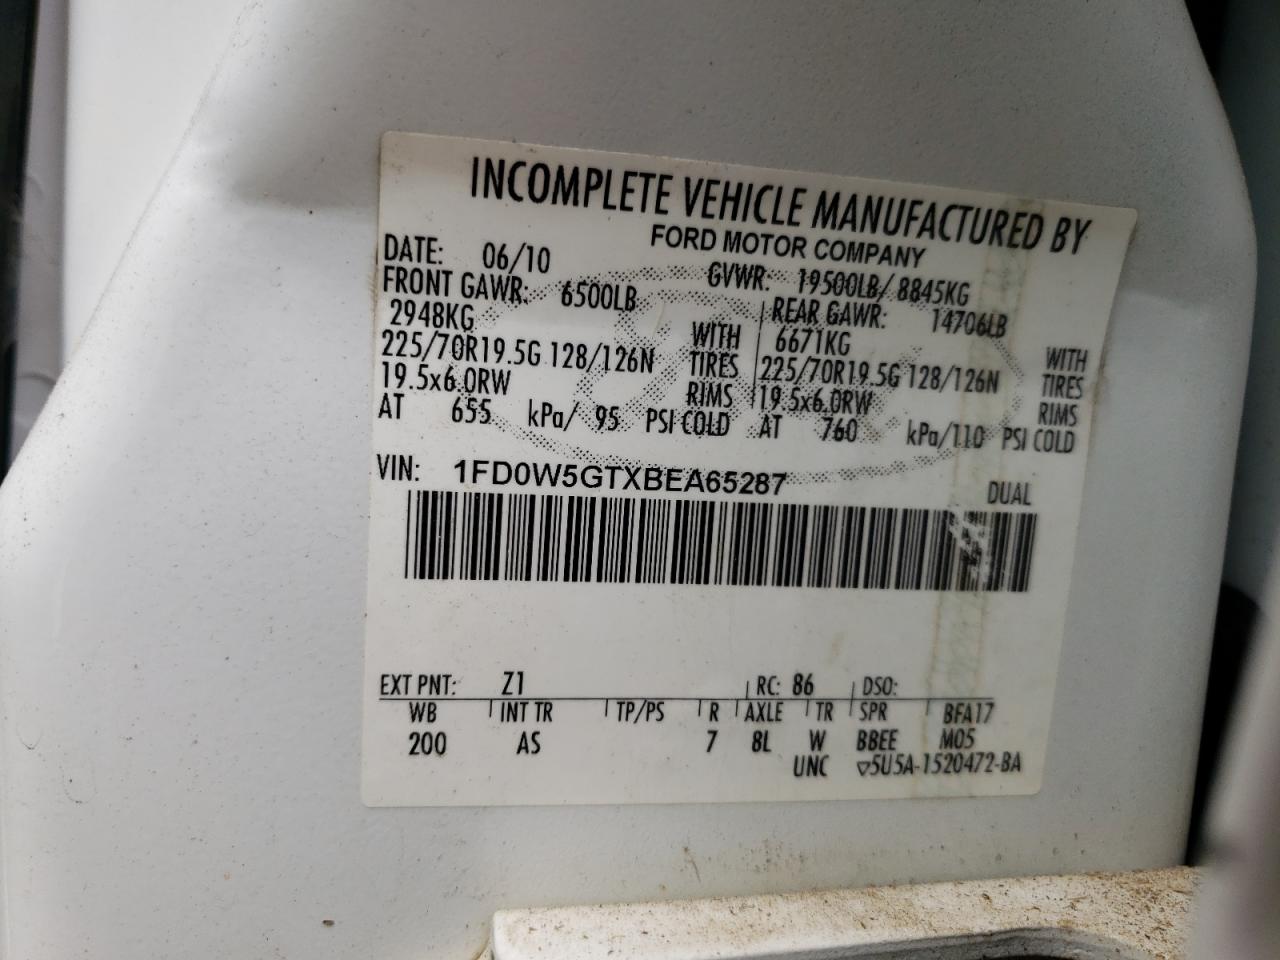 INCOMPLETE VEHICLE MANUFACTURED BY
FORD MOTOR COMPANY
DATE: 06/10 GVWR: 19500LB/ 8845KG
FRONT GAWR: 6500LB REAR GAWR: 14706LB
2948KG WITH 6671KG WITH
225/70R19.5G 128/126N TIRES 225/70R19.5G 128/126N TIRES
19.5x6.0RW RIMS 19.5x6.0RW RIMS
AT 655 kPa/ 95 PSI COLD AT 760 kPa/110 PSI COLD
VIN: 1FD0W5GTXBEA65287 DUAL
EXT PNT: Z1 RC: 86 DSO:
WB INT TR TP/PS R AXLE TR SPR BFA17
200 AS 7 8L W BBEE M05
UNC ▽5U5A-1520472-BA